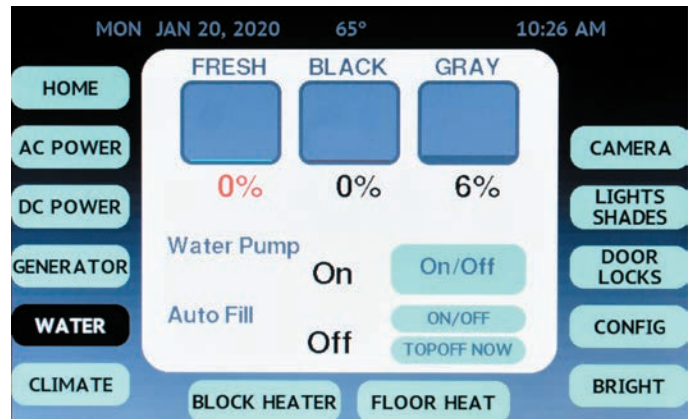 MON JAN 20, 2020 65° 10:26 AM
HOME
AC POWER
DC POWER
GENERATOR
WATER
CLIMATE
FRESH BLACK GRAY
0% 0% 6%
Water Pump
On
On/Off
Auto Fill
Off
ON/OFF
TOPOFF NOW
BLOCK HEATER
FLOOR HEAT
CAMERA
LIGHTS
SHADES
DOOR
LOCKS
CONFIG
BRIGHT